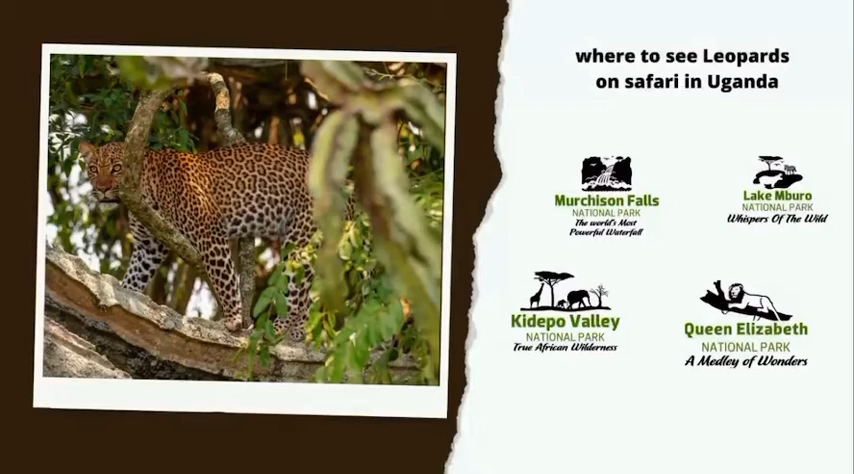 where to see Leopards
on safari in Uganda
Murchison Falls
NATIONAL PARK
The world's Most
Powerful Waterfall
Lake Mburo
NATIONAL PARK
Whispers Of The Wild
Kidepo Valley
NATIONAL PARK
True African Wilderness
Queen Elizabeth
NATIONAL PARK
A Medley of Wonders